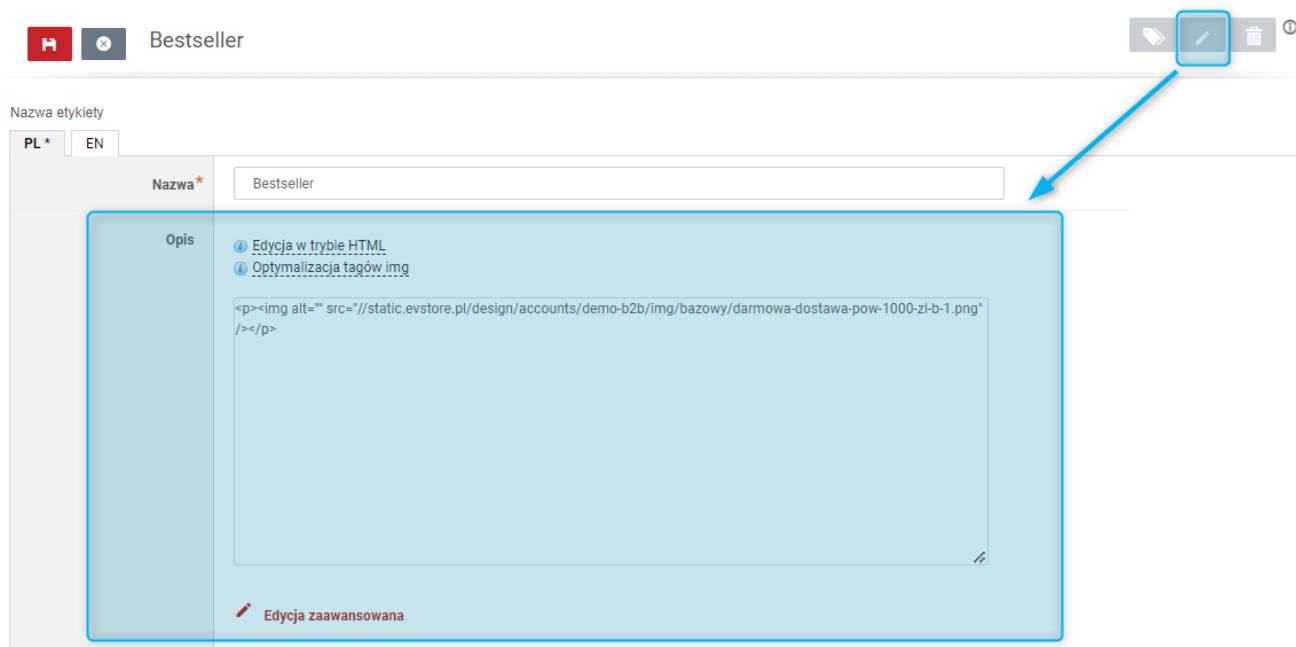 Bestseller
Nazwa etykiety
PL * EN
Nazwa* Bestseller
Opis
Edycja w trybie HTML
Optymalizacja tagów img
<p><img alt="" src="//static.evstore.pl/design/accounts/demo-b2b/img/bazowy/darmowa-dostawa-pow-1000-zl-b-1.png"
/></p>
Edycja zaawansowana